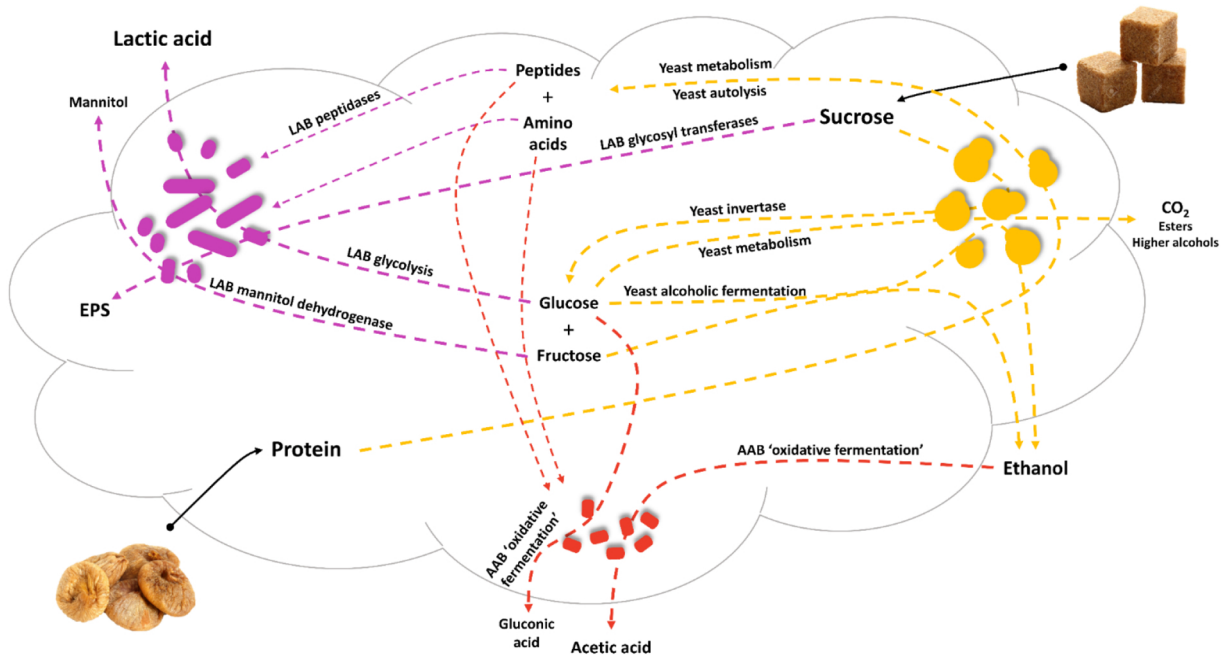 Lactic acid
Mannitol
Peptides
+
Amino
acids
LAB peptidases
Yeast metabolism
Yeast autolysis
LAB glycosyl transferases
Sucrose
Yeast invertase
Yeast metabolism
CO2
Esters
Higher alcohols
LAB glycolysis
LAB mannitol dehydrogenase
EPS
Glucose
+
Fructose
Yeast alcoholic fermentation
Protein
AAB ‘oxidative fermentation’
Ethanol
AAB ‘oxidative
fermentation’
Gluconic
acid
Acetic acid